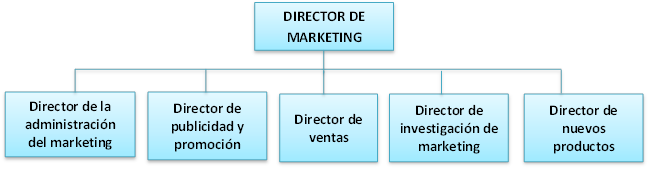 DIRECTOR DE
MARKETING
Director de la
administración
del marketing
Director de
publicidad y
promoción
Director de
ventas
Director de
investigación de
marketing
Director de
nuevos
productos